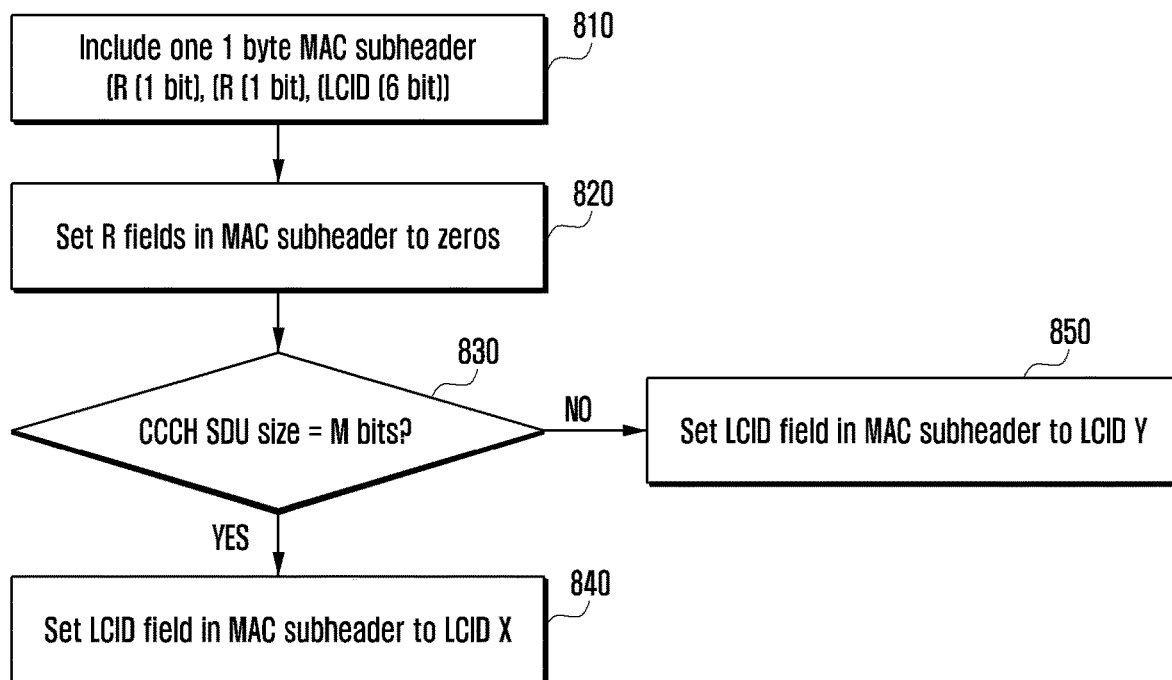 Include one 1 byte MAC subheader
(R (1 bit), (R (1 bit), (LCID (6 bit))
810
Set R fields in MAC subheader to zeros
820
CCCH SDU size = M bits?
830
NO
Set LCID field in MAC subheader to LCID Y
850
YES
Set LCID field in MAC subheader to LCID X
840